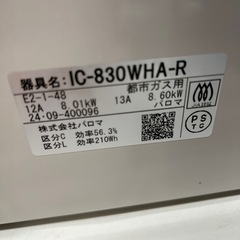 器具名: IC-830WHA-R
E2-1-48 都市ガス用
12A 8.01kW 13A 8.60kW
24・09-400096 パロマ
株式会社パロマ
区分C 効率56.3%
区分L 効率210Wh
PS
TC